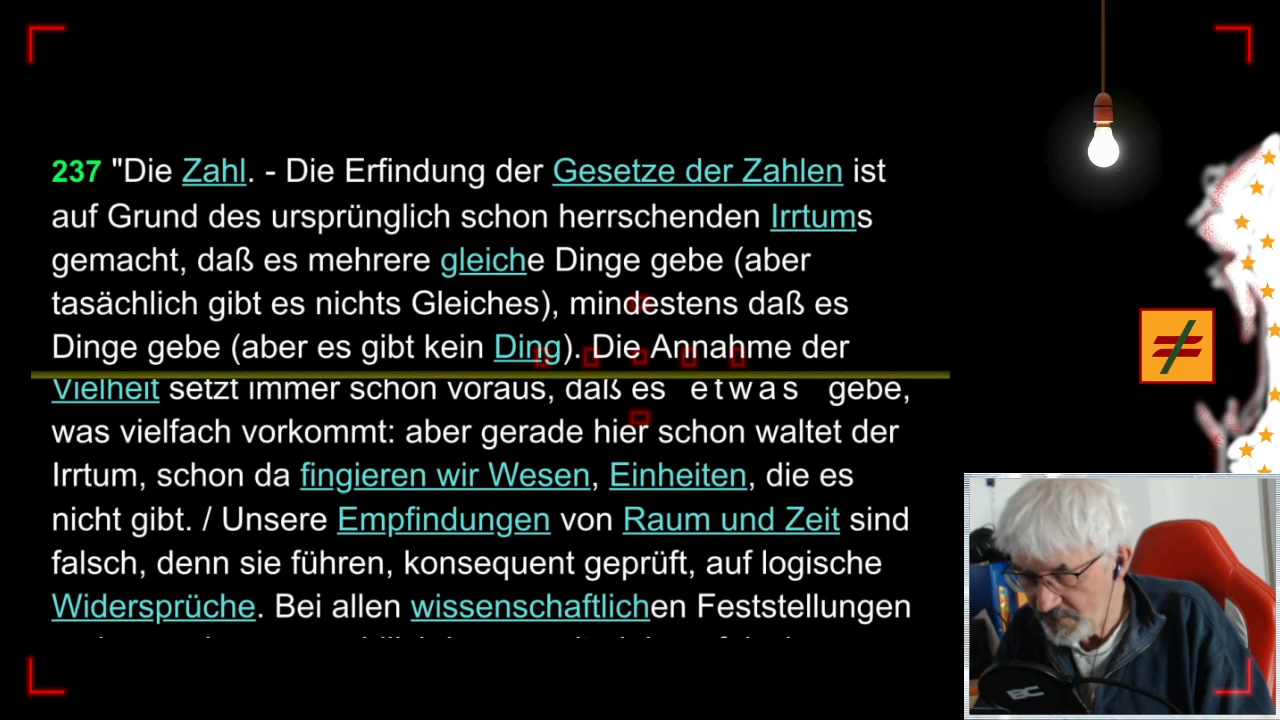 237 "Die Zahl. - Die Erfindung der Gesetze der Zahlen ist
auf Grund des ursprünglich schon herrschenden Irrtums
gemacht, daß es mehrere gleiche Dinge gebe (aber
tasächlich gibt es nichts Gleiches), mindestens daß es
Dinge gebe (aber es gibt kein Ding). Die Annahme der
Vielheit setzt immer schon voraus, daß es etwas gebe,
was vielfach vorkommt: aber gerade hier schon waltet der
Irrtum, schon da fingieren wir Wesen, Einheiten, die es
nicht gibt. / Unsere Empfindungen von Raum und Zeit sind
falsch, denn sie führen, konsequent geprüft, auf logische
Widersprüche. Bei allen wissenschaftlichen Feststellungen
≠